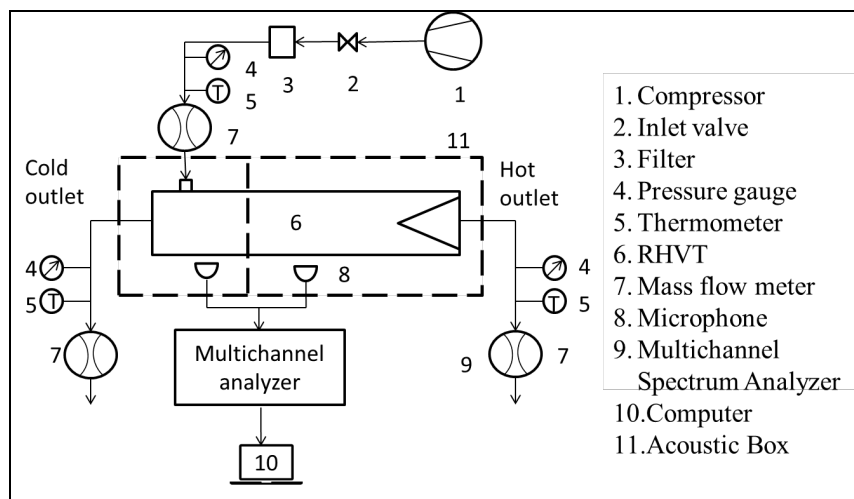 4
5
3
2
1
7
11
Cold
outlet
Hot
outlet
6
4
5
T
T
T
8
4
5
7
Multichannel
analyzer
9
7
10
1. Compressor
2. Inlet valve
3. Filter
4. Pressure gauge
5. Thermometer
6. RHVT
7. Mass flow meter
8. Microphone
9. Multichannel
Spectrum Analyzer
10.Computer
11.Acoustic Box